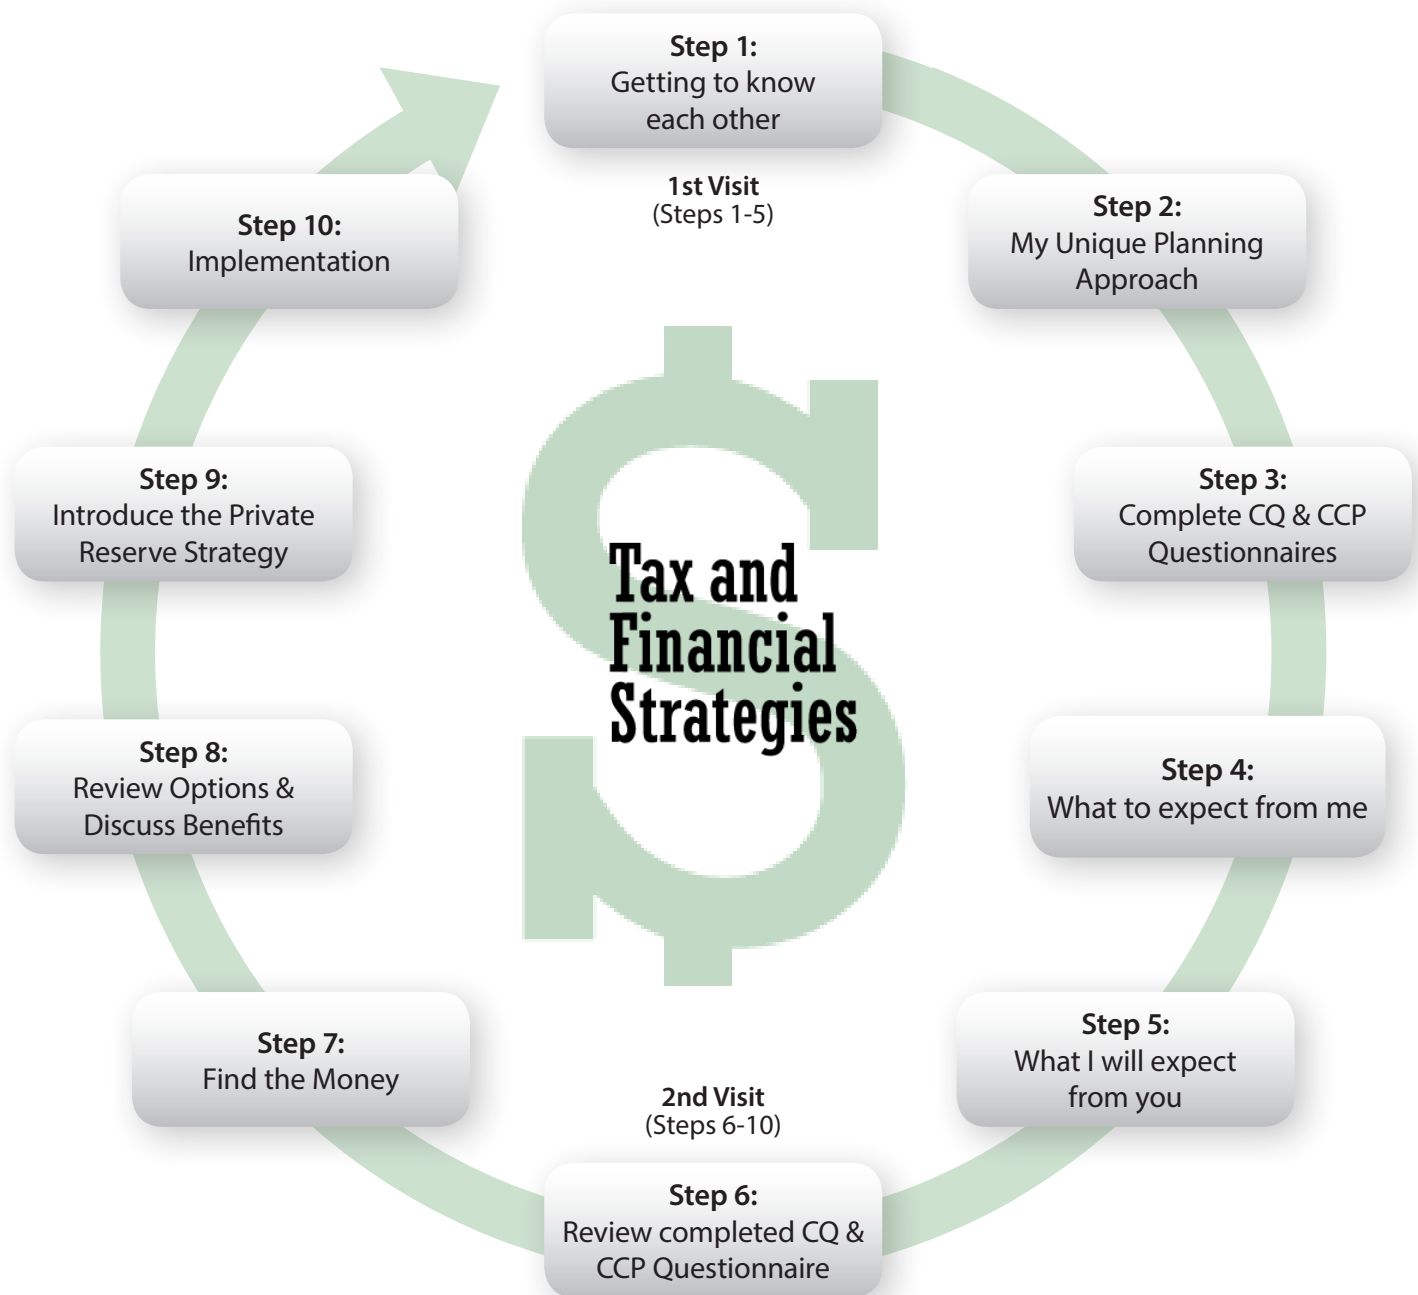 Step 1:
Getting to know
each other
1st Visit
(Steps 1-5)
Step 2:
My Unique Planning
Approach
Step 3:
Complete CQ & CCP
Questionnaires
Step 4:
What to expect from me
Step 5:
What I will expect
from you
2nd Visit
(Steps 6-10)
Step 6:
Review completed CQ &
CCP Questionnaire
Step 7:
Find the Money
Step 8:
Review Options &
Discuss Benefits
Step 9:
Introduce the Private
Reserve Strategy
Step 10:
Implementation
$
Tax and
Financial
Strategies